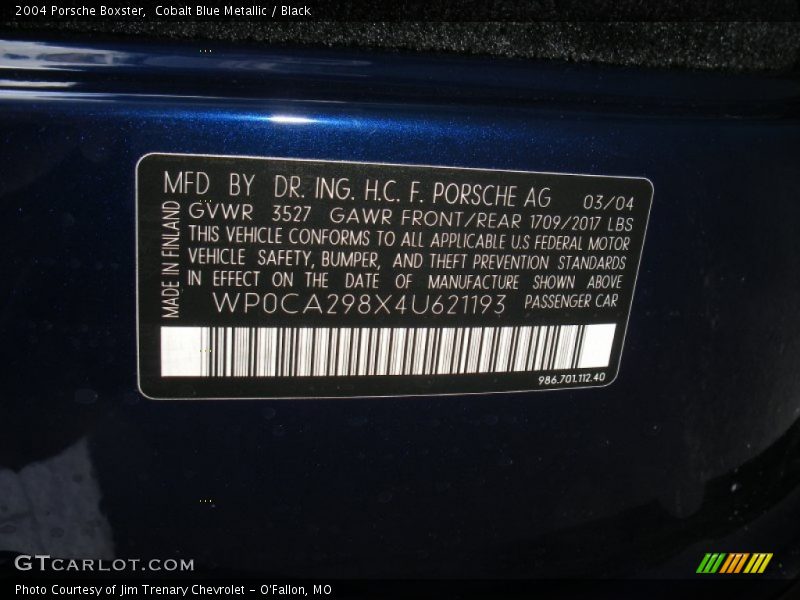 2004 Porsche Boxster,  Cobalt Blue Metallic / Black
MFD BY DR. ING. H.C. F. PORSCHE AG 03/04
GVWR 3527 GAWR FRONT/REAR 1709/2017 LBS
THIS VEHICLE CONFORMS TO ALL APPLICABLE U.S FEDERAL MOTOR
VEHICLE SAFETY, BUMPER, AND THEFT PREVENTION STANDARDS
IN EFFECT ON THE DATE OF MANUFACTURE SHOWN ABOVE
WP0CA298X4U621193 PASSENGER CAR
MADE IN FINLAND
986.701.112.40
GTCARLOT.COM
Photo Courtesy of Jim Trenary Chevrolet - O'Fallon, MO